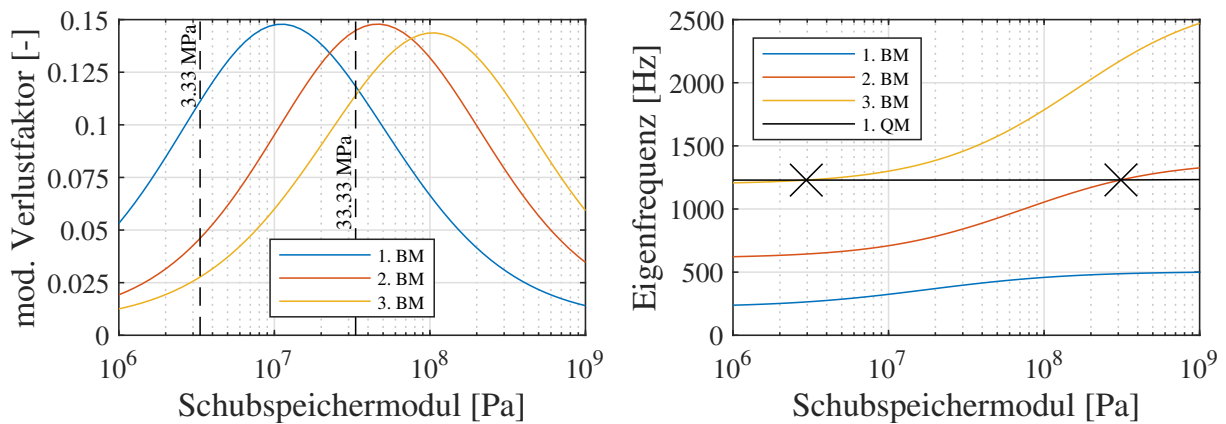 mod. Verlustfaktor [-]
0.15
0.125
0.1
0.075
0.05
0.025
0
3.33 MPa
33.33 MPa
1. BM
2. BM
3. BM
10^6
10^7
10^8
10^9
Schubspeichermodul [Pa]
Eigenfrequenz [Hz]
2500
2000
1500
1000
500
0
1. BM
2. BM
3. BM
1. QM
10^6
10^7
10^8
10^9
Schubspeichermodul [Pa]